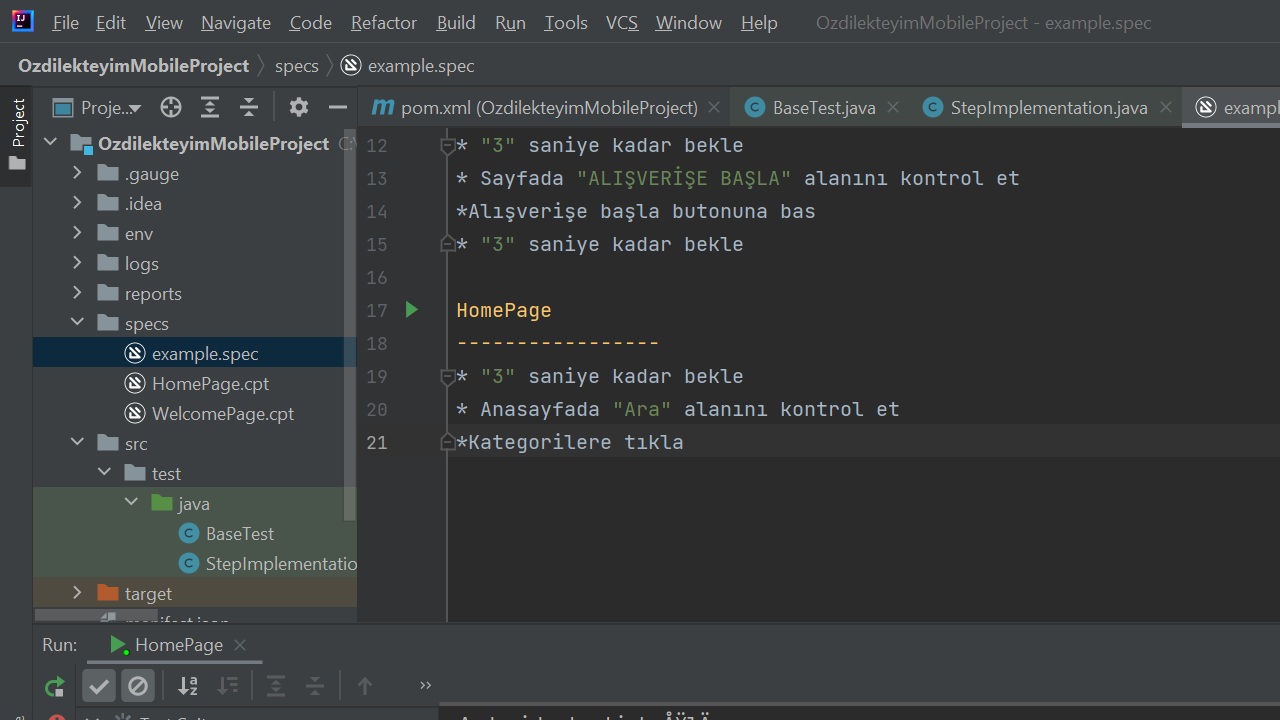 File Edit View Navigate Code Refactor Build Run Tools VCS Window Help OzdilekteyimMobileProject - example.spec
OzdilekteyimMobileProject specs example.spec
Project
Proje...
pom.xml (OzdilekteyimMobileProject) BaseTest.java StepImplementation.java exampl
OzdilekteyimMobileProject
.gauge
.idea
env
logs
reports
specs
example.spec
HomePage.cpt
WelcomePage.cpt
src
test
java
BaseTest
StepImplementatio
target
12 * "3" saniye kadar bekle
13 * Sayfada "ALIŞVERİŞE BAŞLA" alanını kontrol et
14 *Alışverişe başla butonuna bas
15 * "3" saniye kadar bekle
16
17 HomePage
18 -----------------
19 * "3" saniye kadar bekle
20 * Anasayfada "Ara" alanını kontrol et
21 *Kategorilere tıkla
Run: HomePage